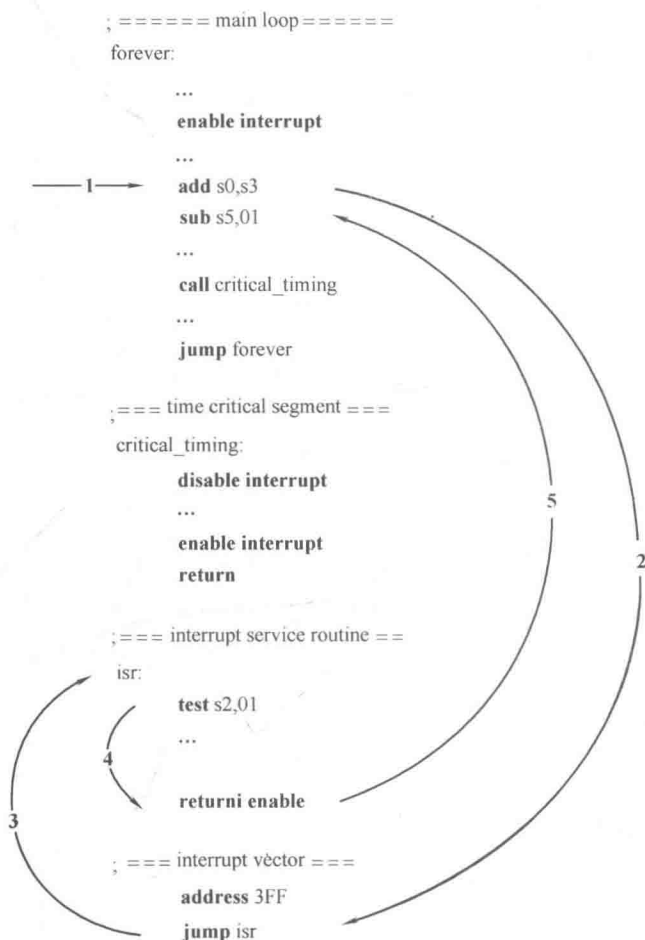 ; ====== main loop ======
forever:
...
enable interrupt
...
1
add s0,s3
sub s5,01
...
call critical_timing
...
jump forever
; === time critical segment ===
critical_timing:
disable interrupt
...
enable interrupt
return
5
2
; === interrupt service routine ==
isr:
test s2,01
...
4
returni enable
3
; === interrupt vector ===
address 3FF
jump isr